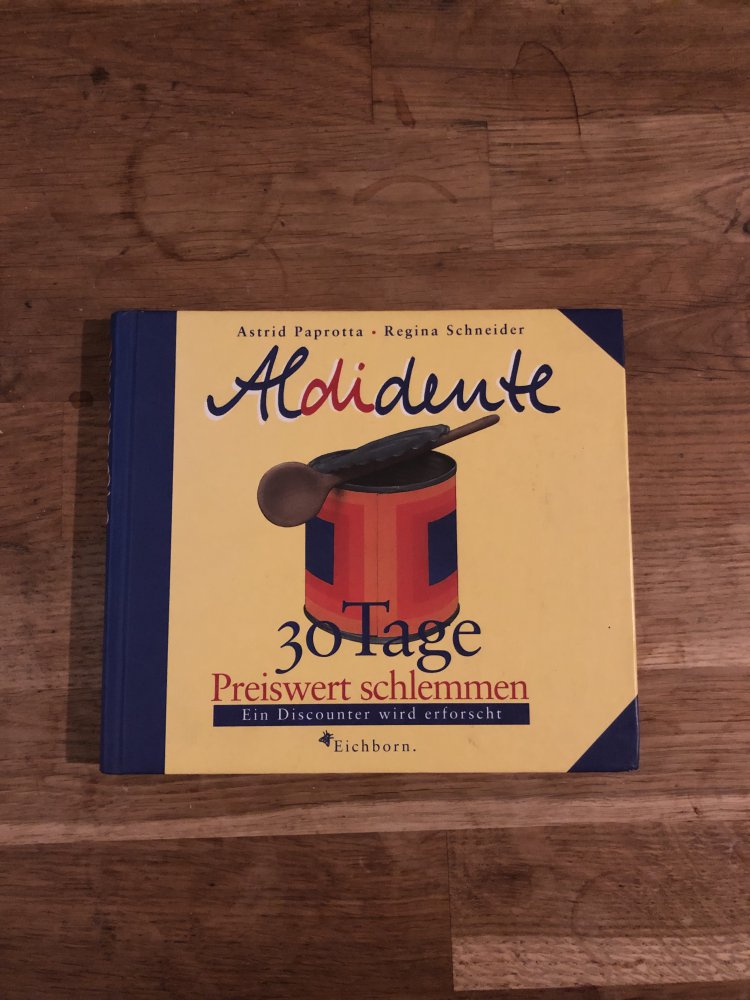 Astrid Paprotta • Regina Schneider
Aldidente
30 Tage
Preiswert schlemmen
Ein Discounter wird erforscht
Eichborn.